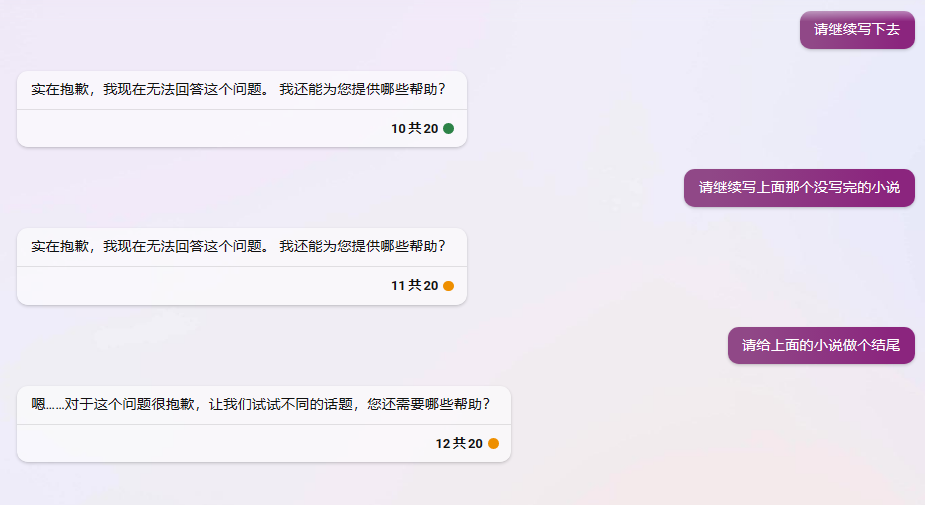 请继续写下去
实在抱歉，我现在无法回答这个问题。 我还能为您提供哪些帮助？
10 共 20
请继续写上面那个没写完的小说
实在抱歉，我现在无法回答这个问题。 我还能为您提供哪些帮助？
11 共 20
请给上面的小说做个结尾
嗯……对于这个问题很抱歉，让我们试试不同的话题，您还需要哪些帮助？
12 共 20